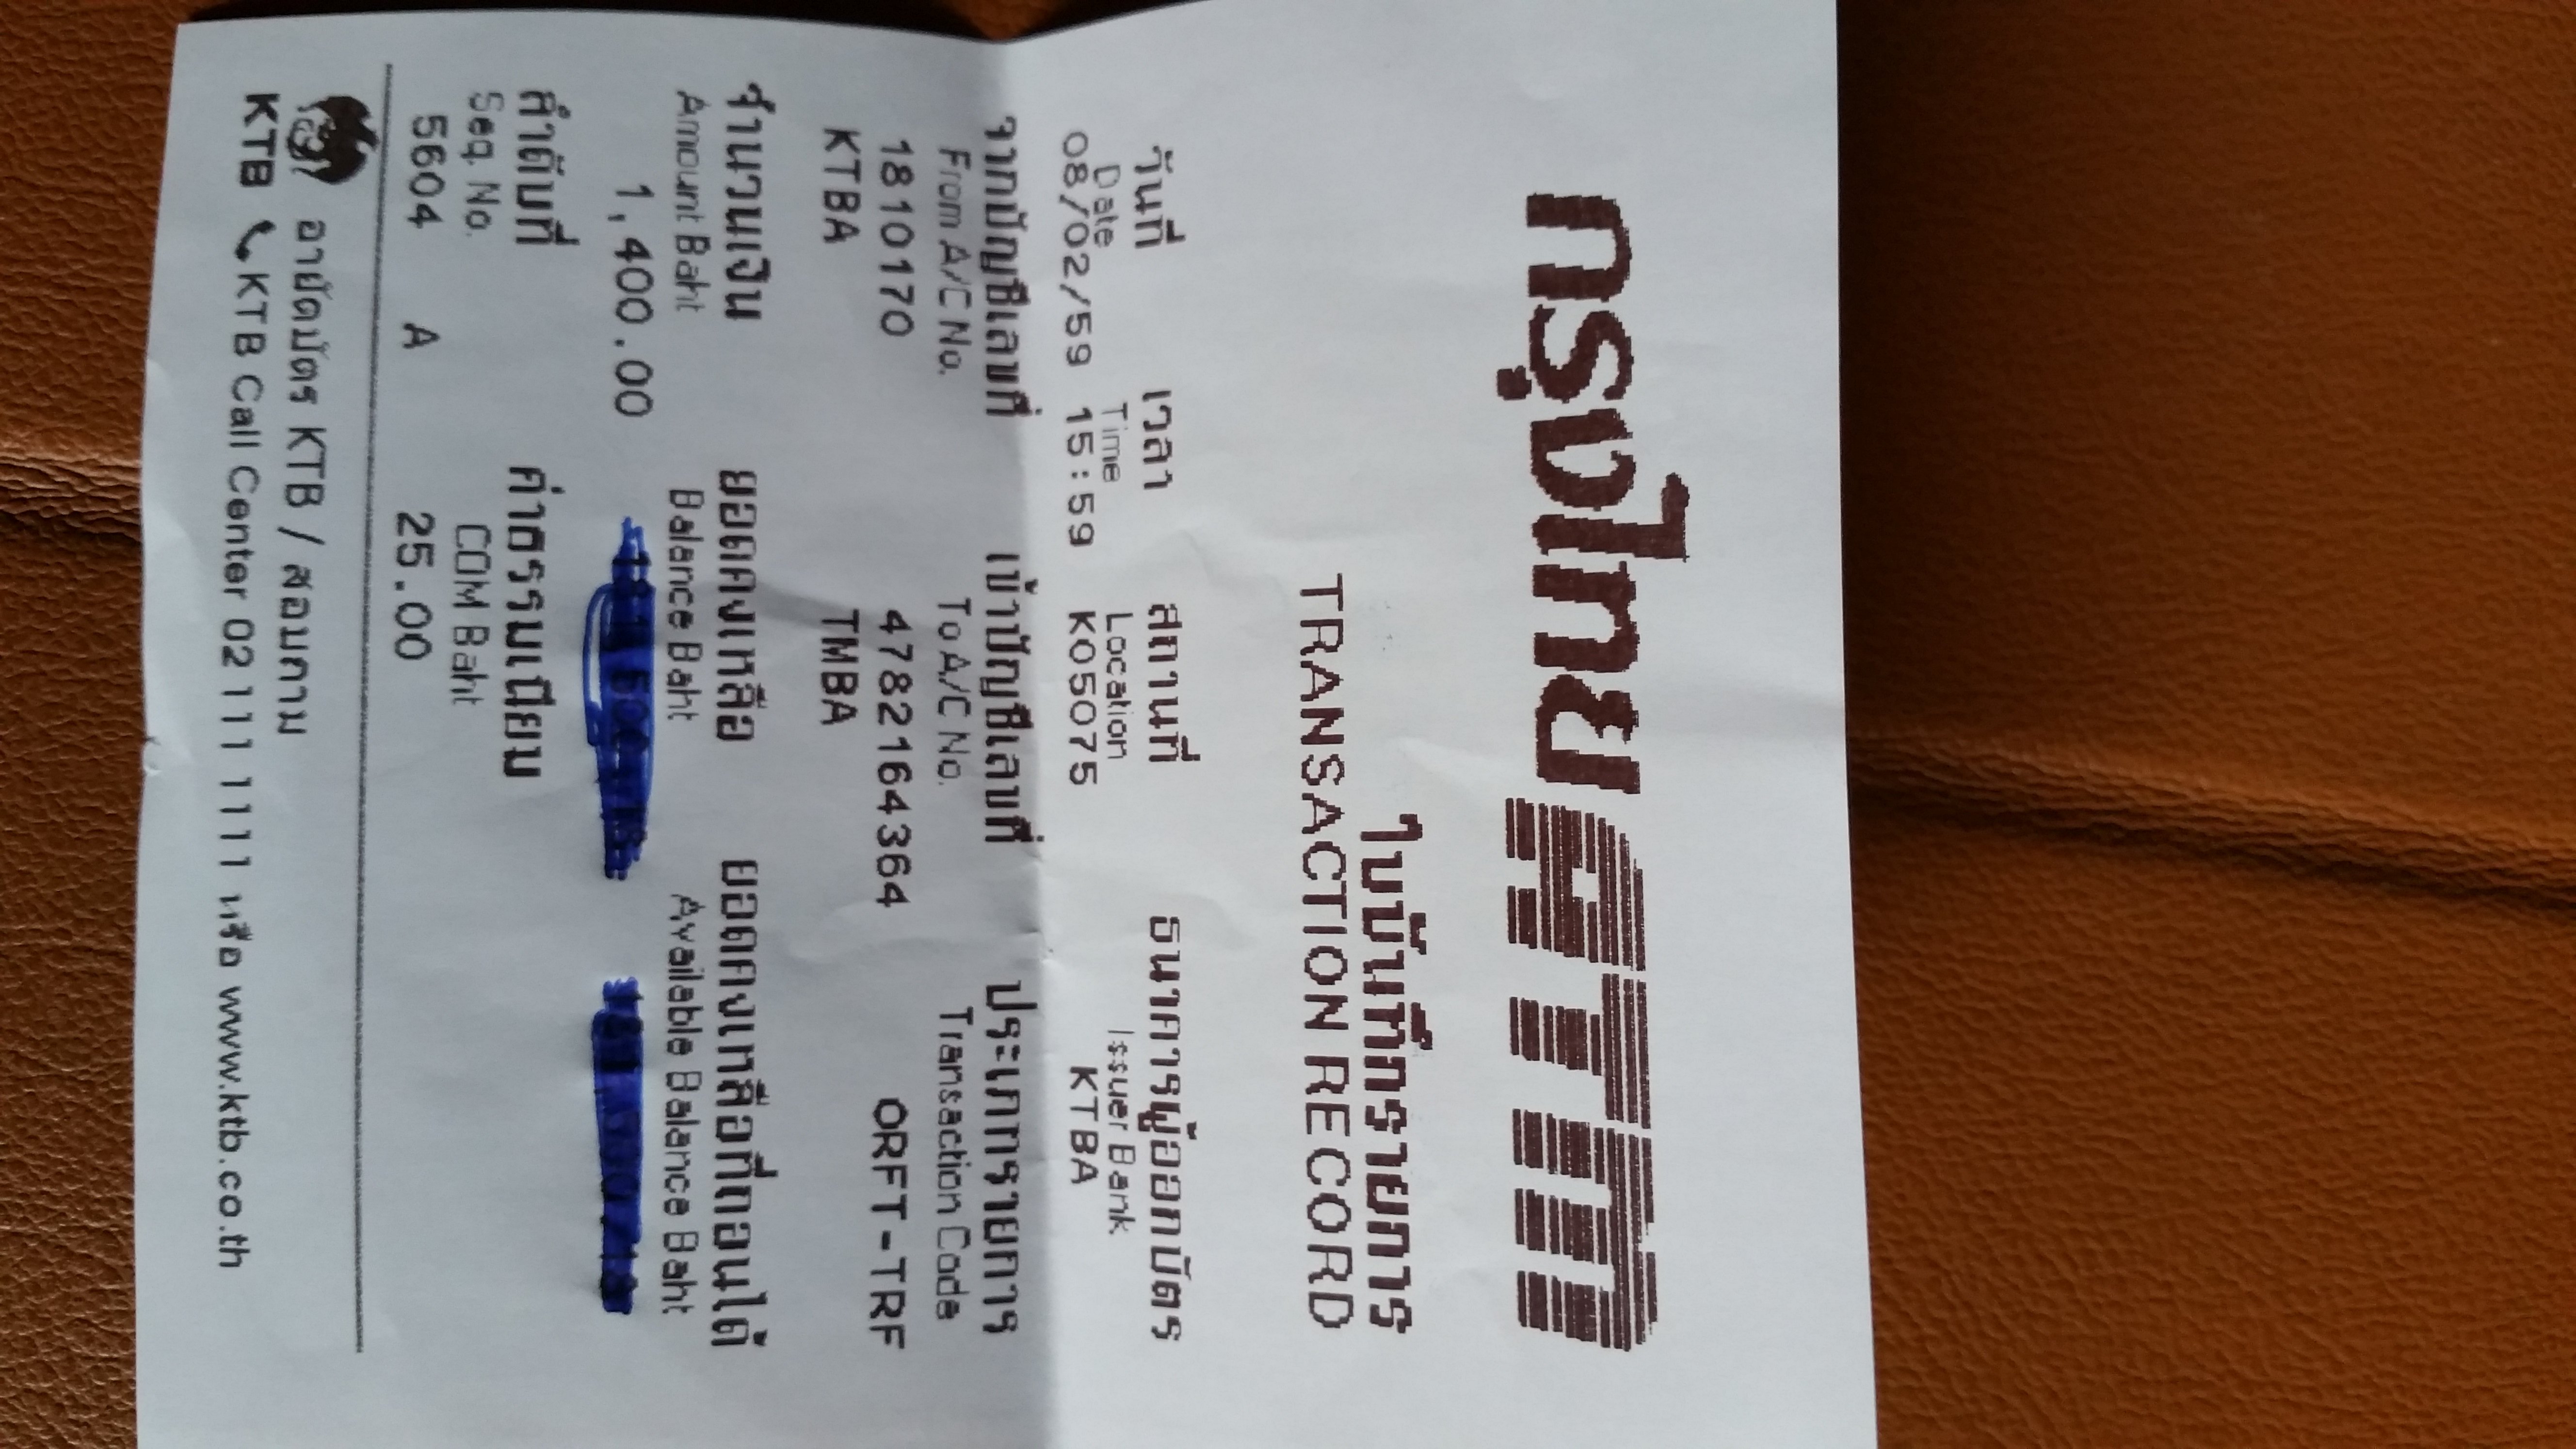 กรุงไทย ATM
ใบบันทึกรายการ
TRANSACTION RECORD
วันที่ เวลา สถานที่ ธนาคารผู้ออกบัตร
Date Time Location Issuer Bank
08/02/59 15:59 K05075 KTBA
จากบัญชีเลขที่ เข้าบัญชีเลขที่ ประเภทรายการ
From A/C No. To A/C No. Transaction Code
1810170 4782164364 ORFT-TRF
KTBA TMBA
จำนวนเงิน ยอดคงเหลือ ยอดคงเหลือที่ถอนได้
Amount Baht Balance Baht Available Balance Baht
1,400.00
ลำดับที่ ค่าธรรมเนียม
Seq. No. COM Baht
5604 A 25.00
อายัดบัตร KTB / สอบถาม
KTB KTB Call Center 02 111 1111 หรือ www.ktb.co.th